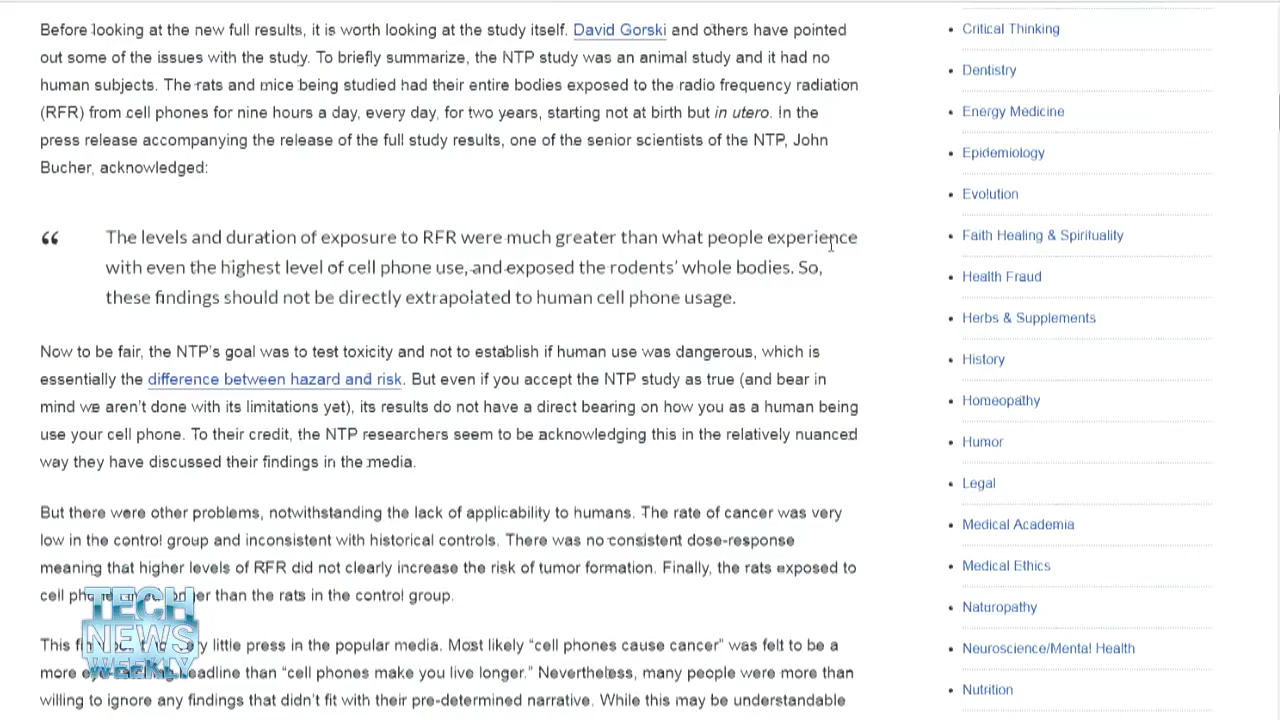 Before looking at the new full results, it is worth looking at the study itself. David Gorski and others have pointed
out some of the issues with the study. To briefly summarize, the NTP study was an animal study and it had no
human subjects. The rats and mice being studied had their entire bodies exposed to the radio frequency radiation
(RFR) from cell phones for nine hours a day, every day, for two years, starting not at birth but in utero. In the
press release accompanying the release of the full study results, one of the senior scientists of the NTP, John
Bucher, acknowledged:
“ The levels and duration of exposure to RFR were much greater than what people experience
with even the highest level of cell phone use, and exposed the rodents’ whole bodies. So,
these findings should not be directly extrapolated to human cell phone usage.
Now to be fair, the NTP’s goal was to test toxicity and not to establish if human use was dangerous, which is
essentially the difference between hazard and risk. But even if you accept the NTP study as true (and bear in
mind we aren’t done with its limitations yet), its results do not have a direct bearing on how you as a human being
use your cell phone. To their credit, the NTP researchers seem to be acknowledging this in the relatively nuanced
way they have discussed their findings in the media.
But there were other problems, notwithstanding the lack of applicability to humans. The rate of cancer was very
low in the control group and inconsistent with historical controls. There was no consistent dose-response
meaning that higher levels of RFR did not clearly increase the risk of tumor formation. Finally, the rats exposed to
cell than the rats in the control group.
This little press in the popular media. Most likely “cell phones cause cancer” was felt to be a
more headline than “cell phones make you live longer.” Nevertheless, many people were more than
willing to ignore any findings that didn’t fit with their pre-determined narrative. While this may be understandable
TECH
NEWS
WEEKLY
Critical Thinking
Dentistry
Energy Medicine
Epidemiology
Evolution
Faith Healing & Spirituality
Health Fraud
Herbs & Supplements
History
Homeopathy
Humor
Legal
Medical Academia
Medical Ethics
Naturopathy
Neuroscience/Mental Health
Nutrition